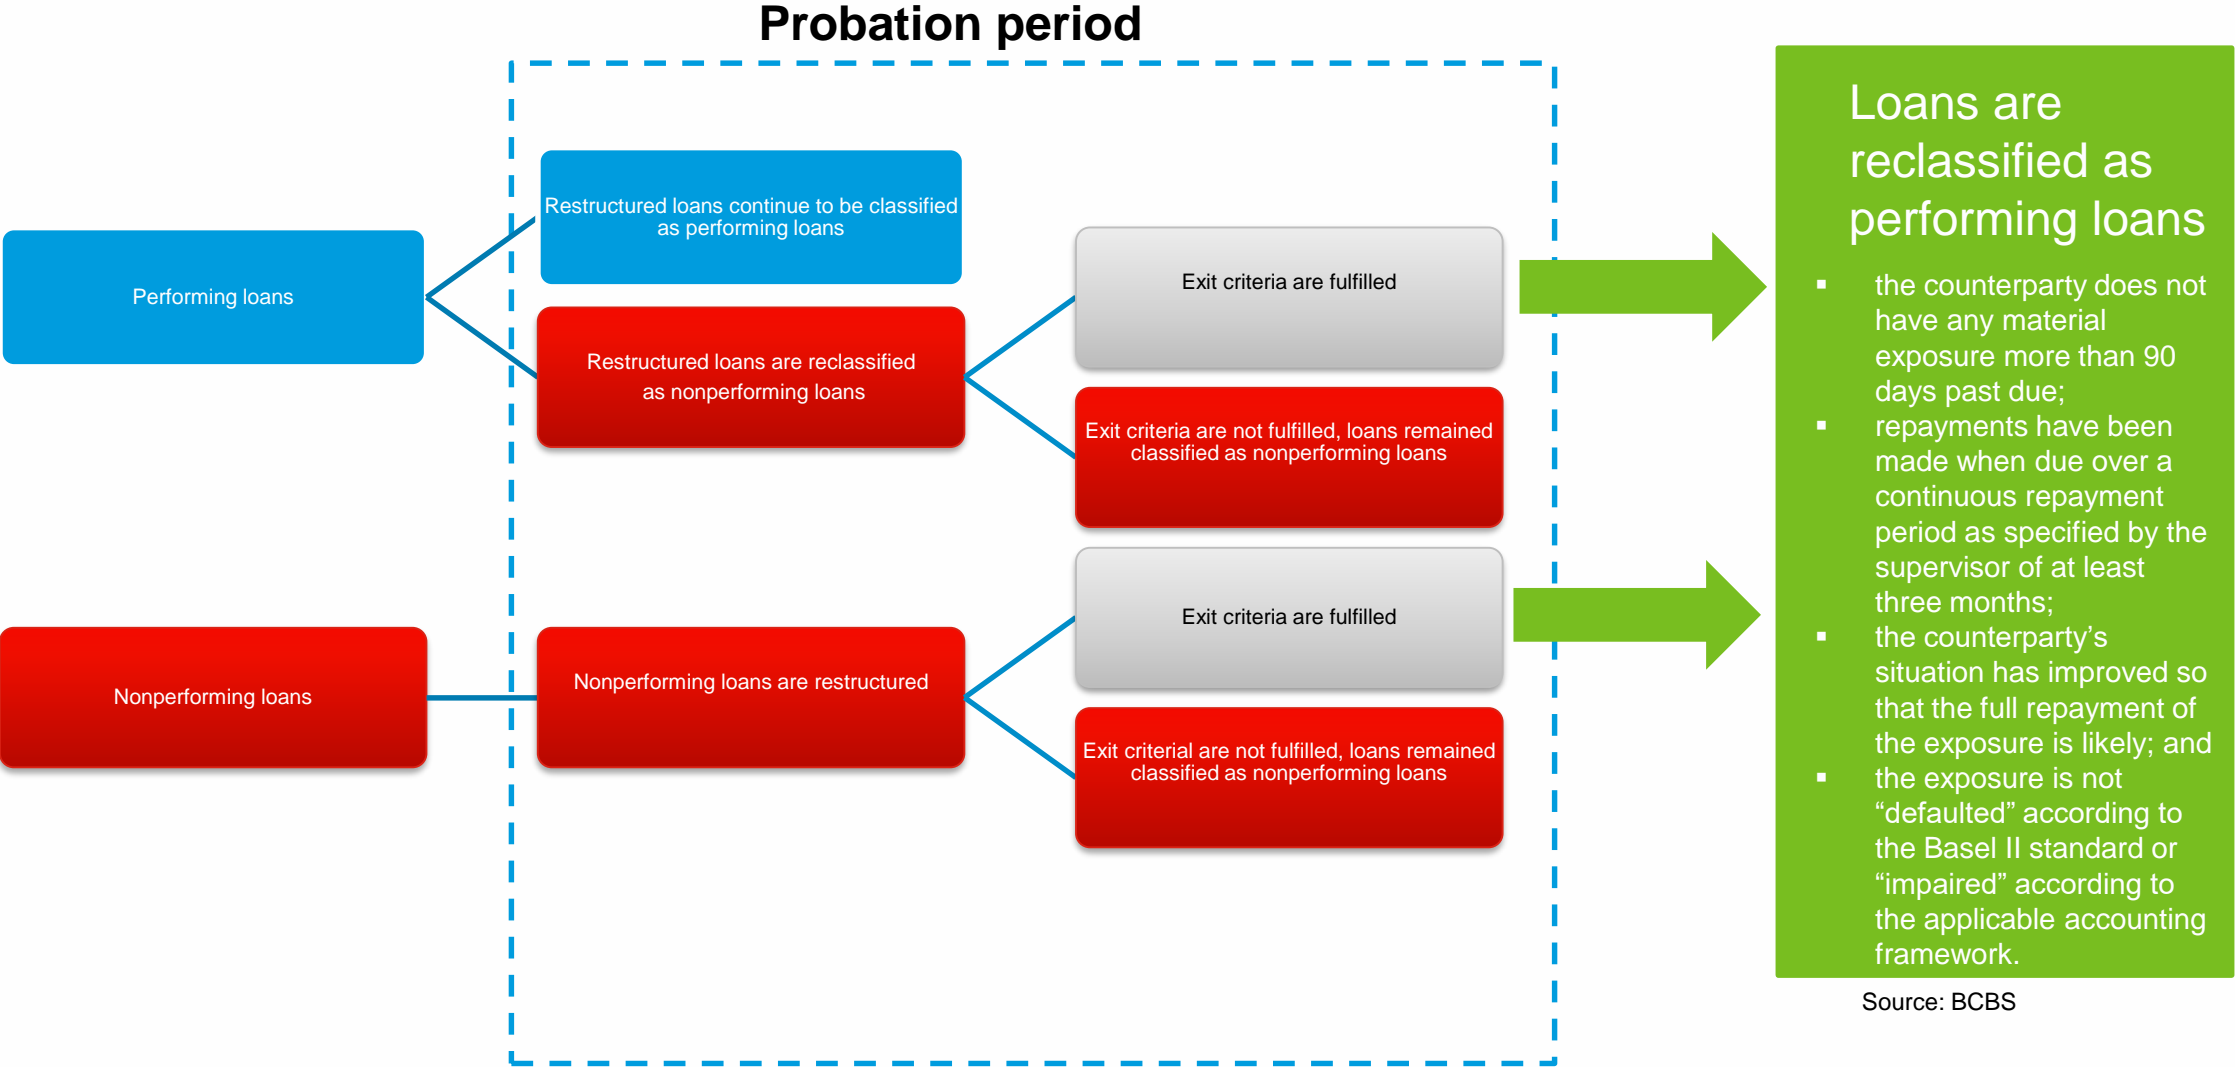 Probation period
Performing loans
Restructured loans continue to be classified
as performing loans
Restructured loans are reclassified
as nonperforming loans
Exit criteria are fulfilled
Exit criteria are not fulfilled, loans remained
classified as nonperforming loans
Nonperforming loans
Nonperforming loans are restructured
Exit criteria are fulfilled
Exit criterial are not fulfilled, loans remained
classified as nonperforming loans
Loans are
reclassified as
performing loans
▪ the counterparty does not
have any material
exposure more than 90
days past due;
▪ repayments have been
made when due over a
continuous repayment
period as specified by the
supervisor of at least
three months;
▪ the counterparty’s
situation has improved so
that the full repayment of
the exposure is likely; and
▪ the exposure is not
“defaulted” according to
the Basel II standard or
“impaired” according to
the applicable accounting
framework.
Source: BCBS